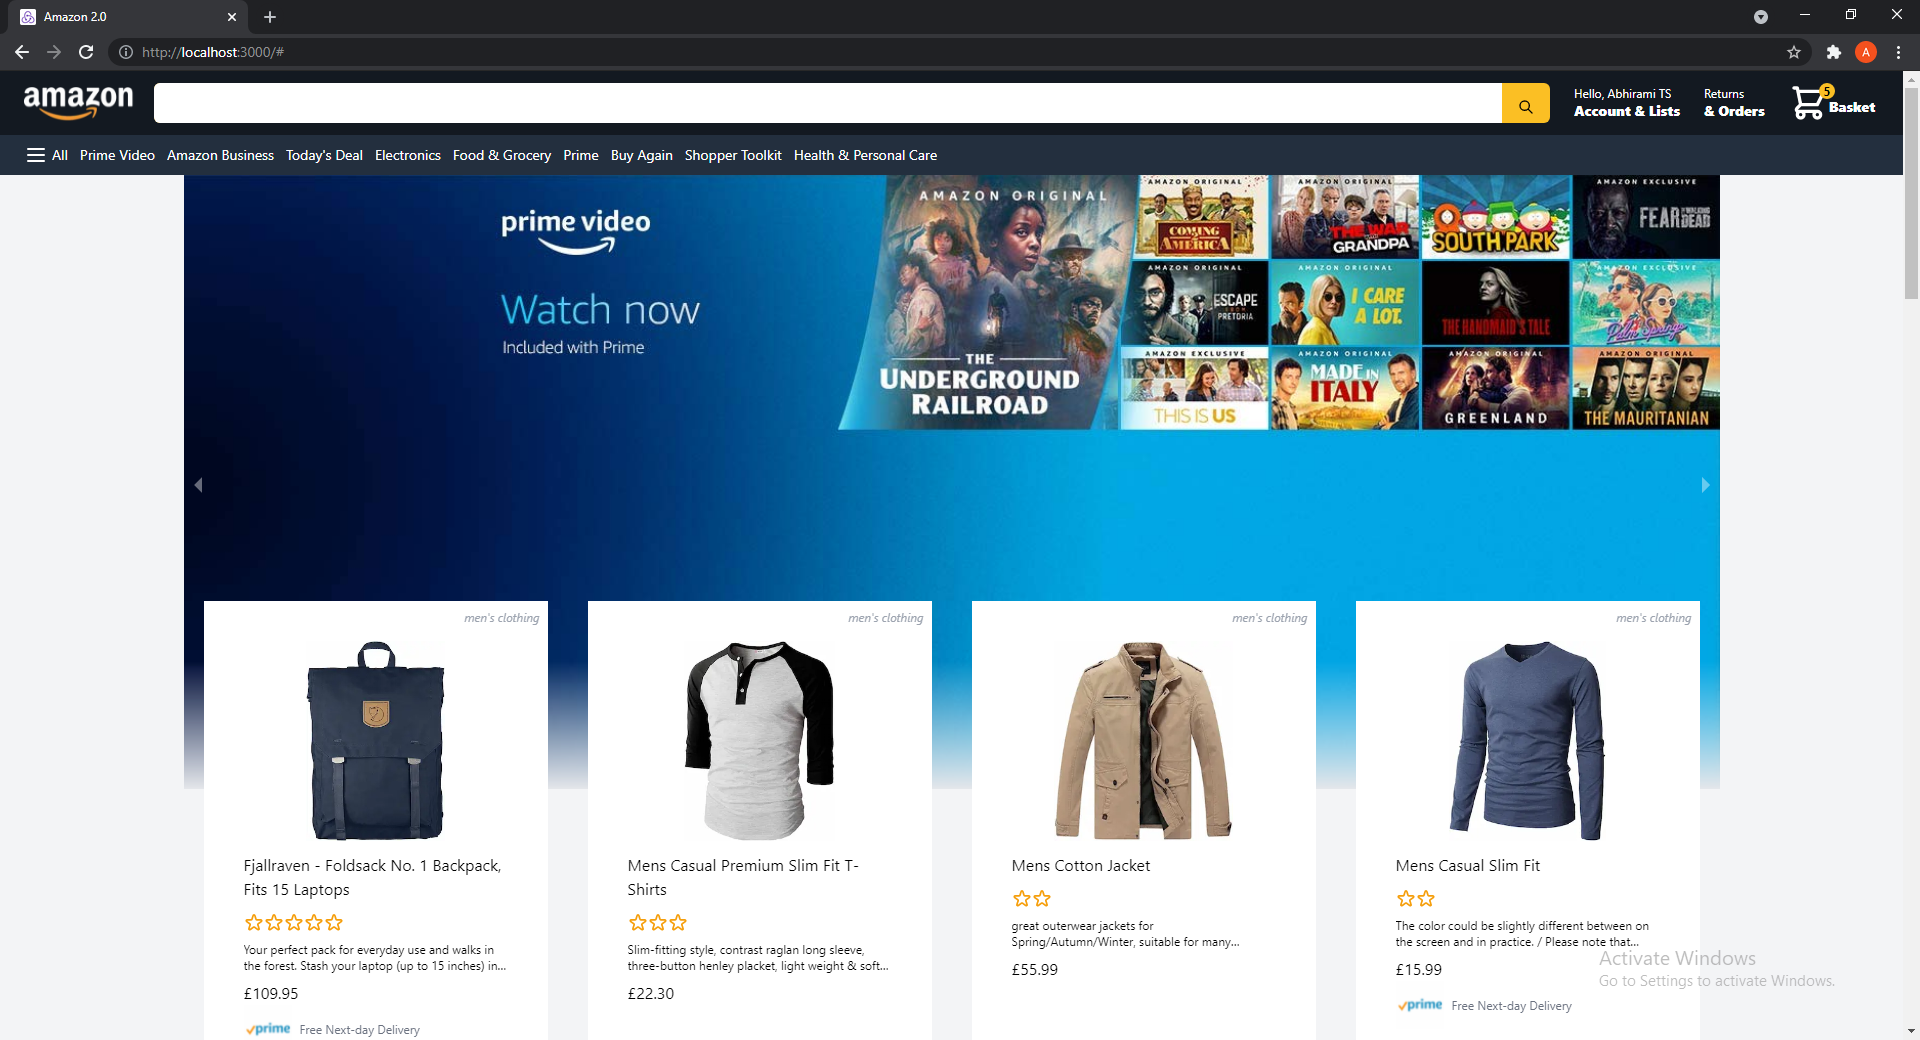 Amazon 2.0
http://localhost:3000/#
amazon
Hello, Abhirami TS
Account & Lists
Returns
& Orders
5
Basket
A
All Prime Video Amazon Business Today's Deal Electronics Food & Grocery Prime Buy Again Shopper Toolkit Health & Personal Care
prime video
Watch now
Included with Prime
AMAZON ORIGINAL
THE
UNDERGROUND
RAILROAD
AMAZON ORIGINAL
COMING
2
AMERICA
AMAZON ORIGINAL
THE WAR
GRANDPA
SOUTH PARK
AMAZON EXCLUSIVE
FEAR THE WALKING DEAD
AMAZON ORIGINAL
ESCAPE
FROM
PRETORIA
AMAZON ORIGINAL
I CARE
A LOT.
THE HANDMAID'S TALE
AMAZON EXCLUSIVE
Palm Springs
AMAZON EXCLUSIVE
THIS IS US
AMAZON ORIGINAL
MADE IN
ITALY
AMAZON ORIGINAL
GREENLAND
AMAZON ORIGINAL
THE MAURITANIAN
men's clothing
Fjallraven - Foldsack No. 1 Backpack,
Fits 15 Laptops
Your perfect pack for everyday use and walks in
the forest. Stash your laptop (up to 15 inches) in...
£109.95
prime Free Next-day Delivery
men's clothing
Mens Casual Premium Slim Fit T-
Shirts
Slim-fitting style, contrast raglan long sleeve,
three-button henley placket, light weight & soft...
£22.30
men's clothing
Mens Cotton Jacket
great outerwear jackets for
Spring/Autumn/Winter, suitable for many...
£55.99
men's clothing
Mens Casual Slim Fit
The color could be slightly different between on
the screen and in practice. / Please note that...
£15.99
prime Free Next-day Delivery
Activate Windows
Go to Settings to activate Windows.